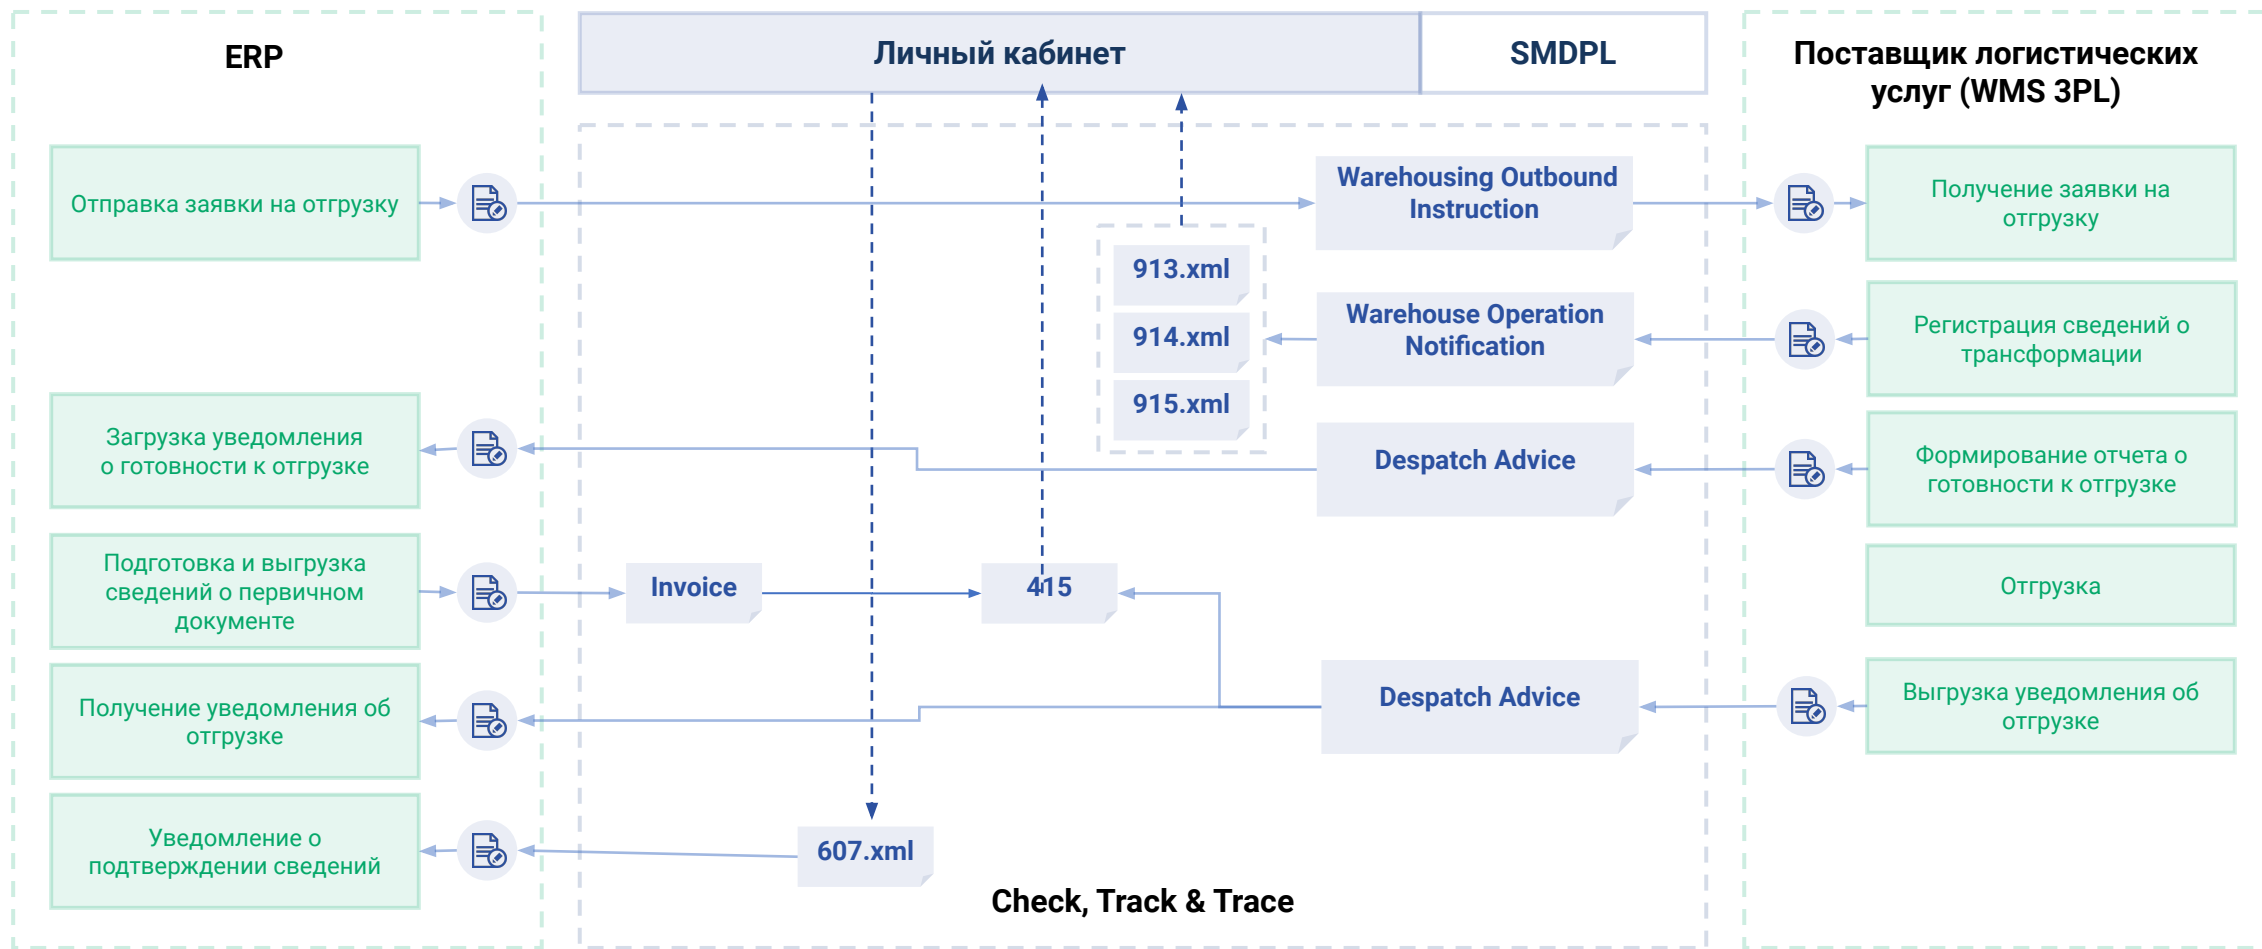 ERP
Личный кабинет
SMDPL
Поставщик логистических
услуг (WMS 3PL)
Отправка заявки на отгрузку
Warehousing Outbound
Instruction
Получение заявки на
отгрузку
913.xml
914.xml
915.xml
Warehouse Operation
Notification
Регистрация сведений о
трансформации
Загрузка уведомления
о готовности к отгрузке
Despatch Advice
Формирование отчета о
готовности к отгрузке
Подготовка и выгрузка
сведений о первичном
документе
Invoice
415
Отгрузка
Получение уведомления об
отгрузке
Despatch Advice
Выгрузка уведомления об
отгрузке
Уведомление о
подтверждении сведений
607.xml
Check, Track & Trace